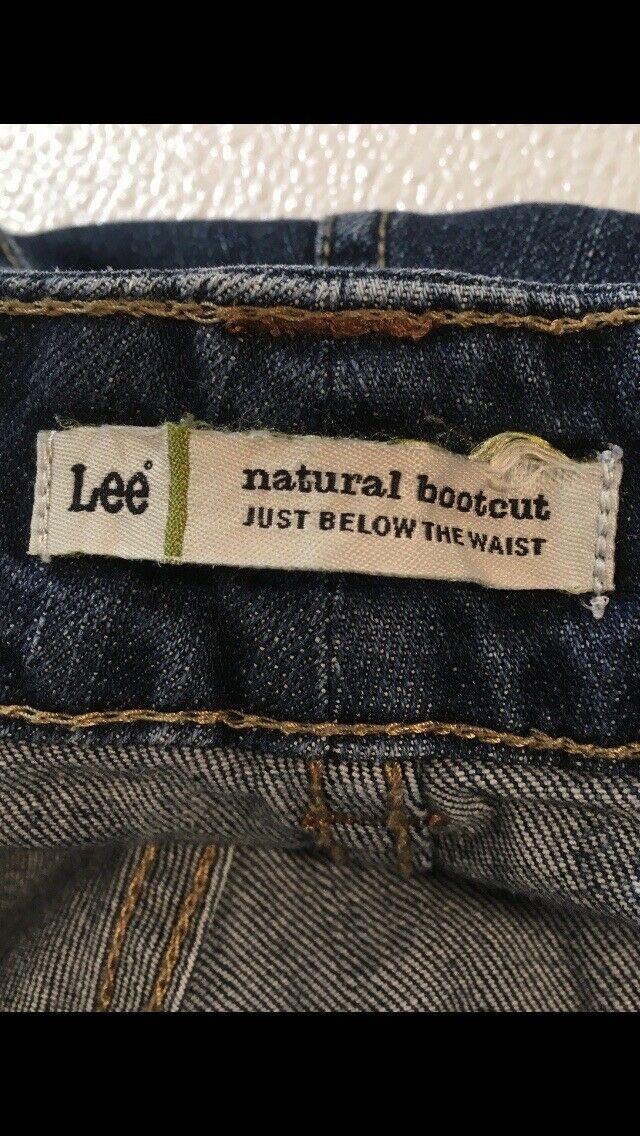 Lee
natural bootcut
JUST BELOW THE WAIST